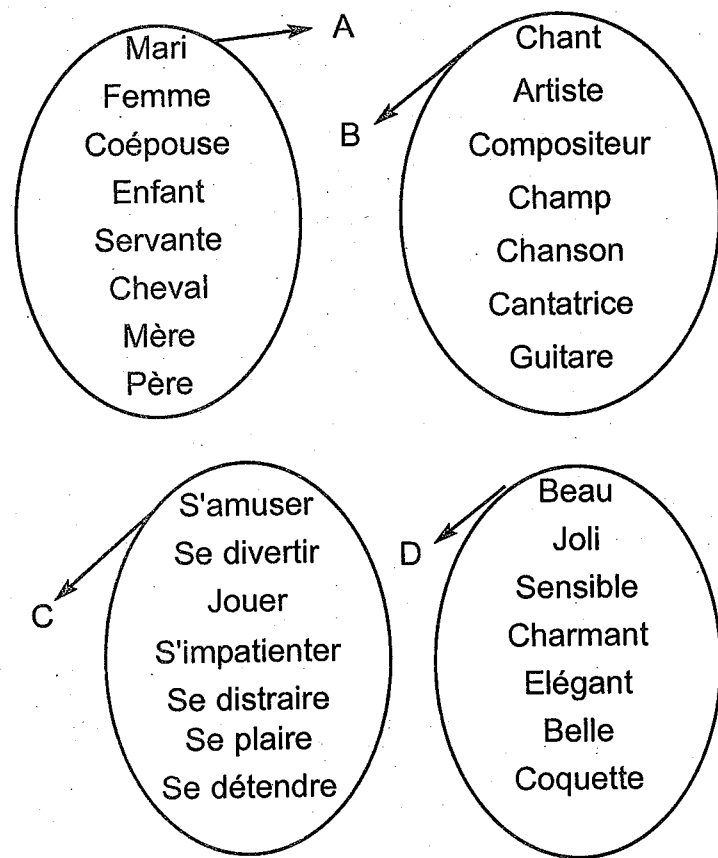 Mari
Femme
Coépouse
Enfant
Servante
Cheval
Mère
Père
A
Chant
Artiste
Compositeur
Champ
Chanson
Cantatrice
Guitare
B
S'amuser
Se divertir
Jouer
S'impatienter
Se distraire
Se plaire
Se détendre
C
Beau
Joli
Sensible
Charmant
Elégant
Belle
Coquette
D